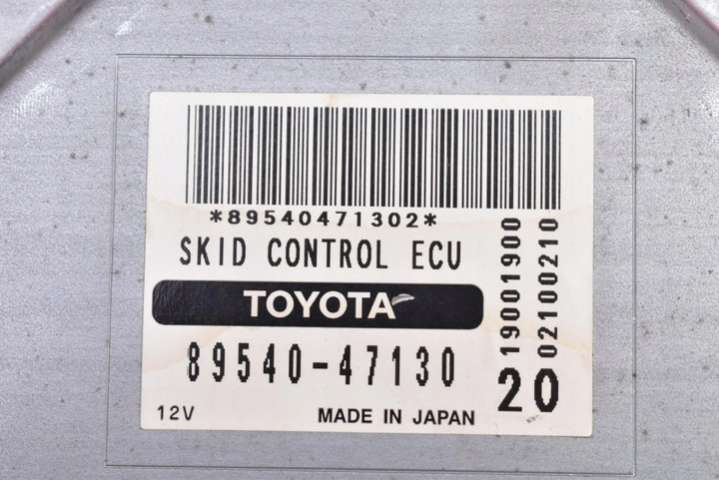 *89540471302*
SKID CONTROL ECU
TOYOTA
89540-47130
12V MADE IN JAPAN
19001900
02100210
20